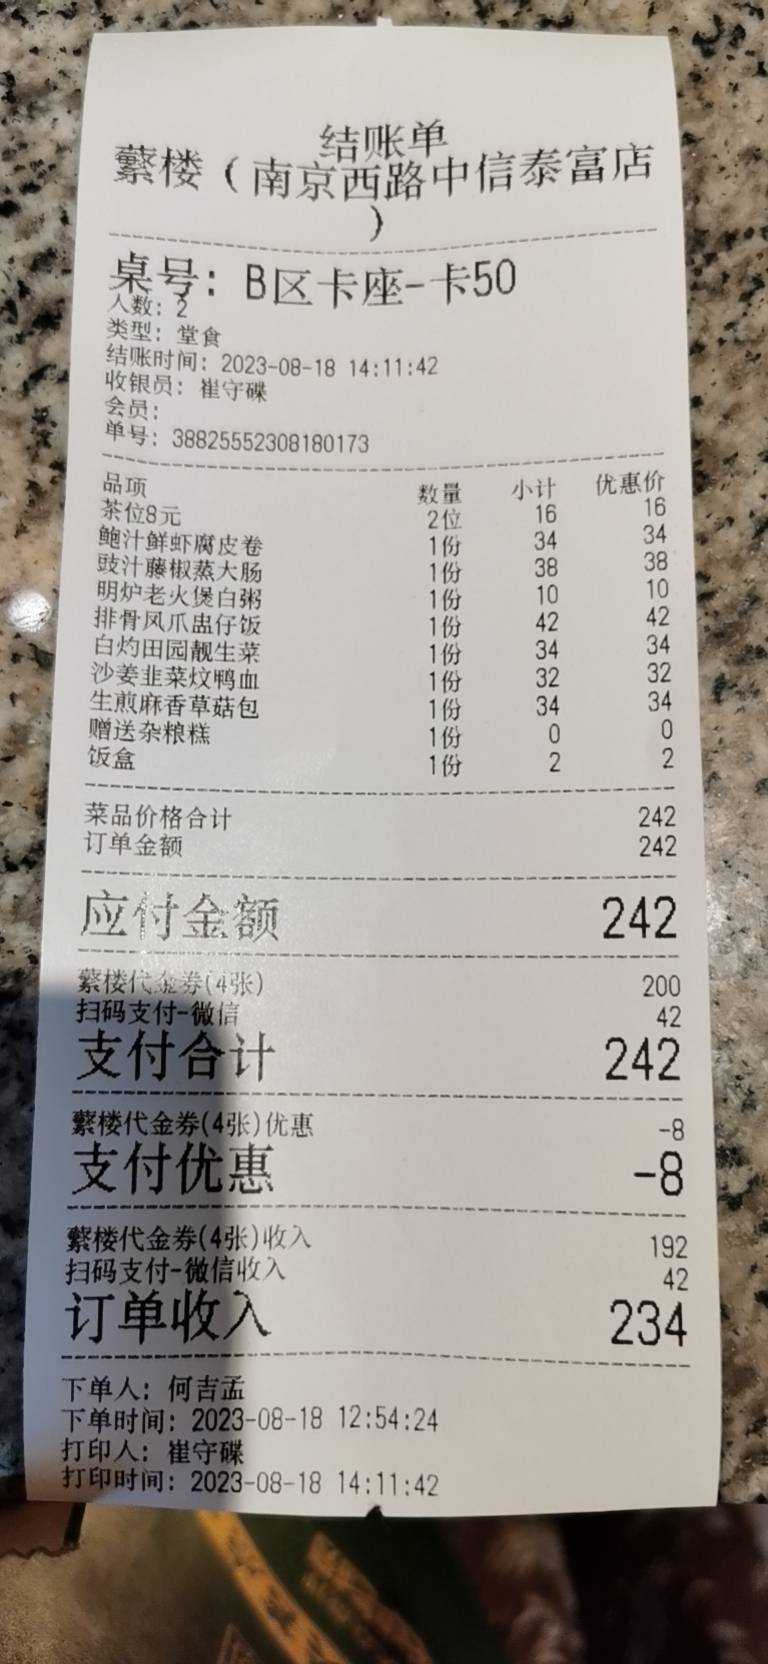 结账单
蘩楼（南京西路中信泰富店
）
桌号：B区卡座-卡50
人数：2
类型：堂食
结账时间：2023-08-18 14:11:42
收银员：崔守碟
会员：
单号：38825552308180173
品项 数量 小计 优惠价
茶位8元 2位 16 16
鲍汁鲜虾腐皮卷 1份 34 34
豉汁藤椒蒸大肠 1份 38 38
明炉老火煲白粥 1份 10 10
排骨凤爪盅仔饭 1份 42 42
白灼田园靓生菜 1份 34 34
沙姜韭菜炆鸭血 1份 32 32
生煎麻香草菇包 1份 34 34
赠送杂粮糕 1份 0 0
饭盒 1份 2 2
菜品价格合计 242
订单金额 242
应付金额 242
蘩楼代金券(4张) 200
扫码支付-微信 42
支付合计 242
蘩楼代金券(4张)优惠 -8
支付优惠 -8
蘩楼代金券(4张)收入 192
扫码支付-微信收入 42
订单收入 234
下单人：何吉孟
下单时间：2023-08-18 12:54:24
打印人：崔守碟
打印时间：2023-08-18 14:11:42